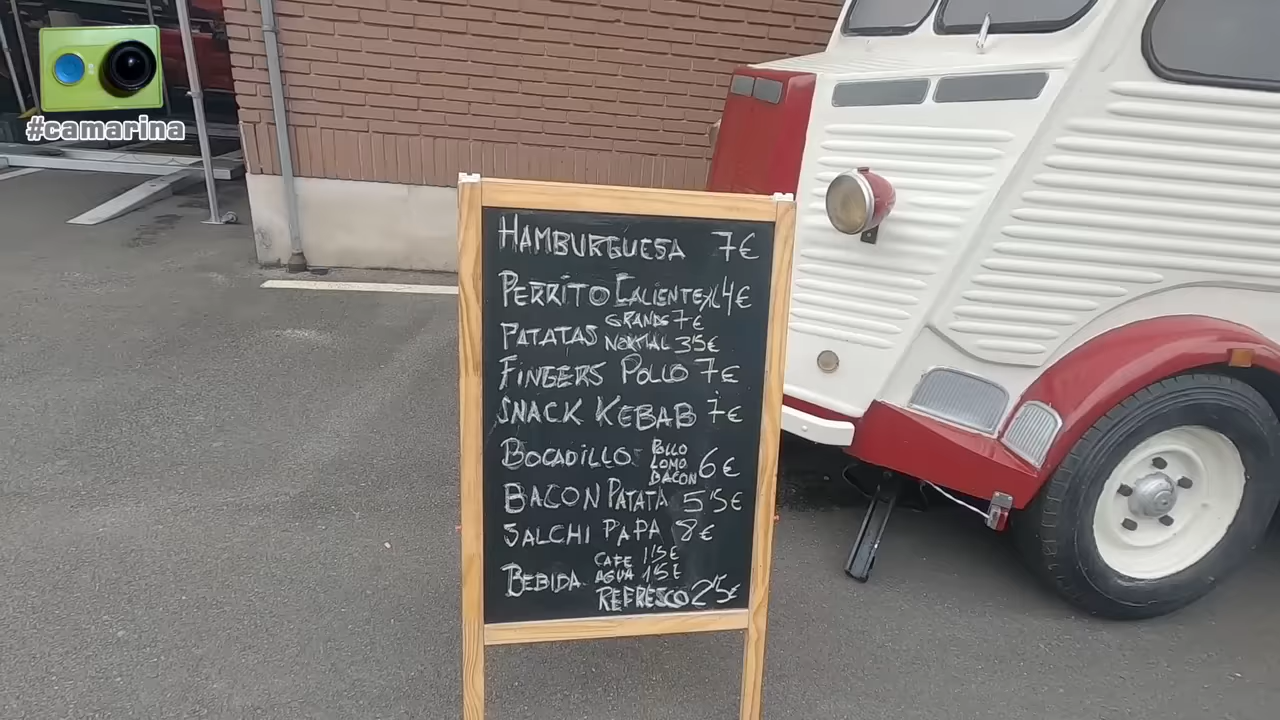 #camarina
HAMBURGUESA 7€
PERRITO CALIENTE XL 4€
PATATAS GRANDE 7€
NORMAL 3'5€
FINGERS POLLO 7€
SNACK KEBAB 7€
BOCADILLO POLLO
LOMO
BACON 6€
BACON PATATA 5'5€
SALCHI PAPA 8€
BEBIDA CAFE 1'5€
AGUA 1'5€
REFRESCO 2'5€